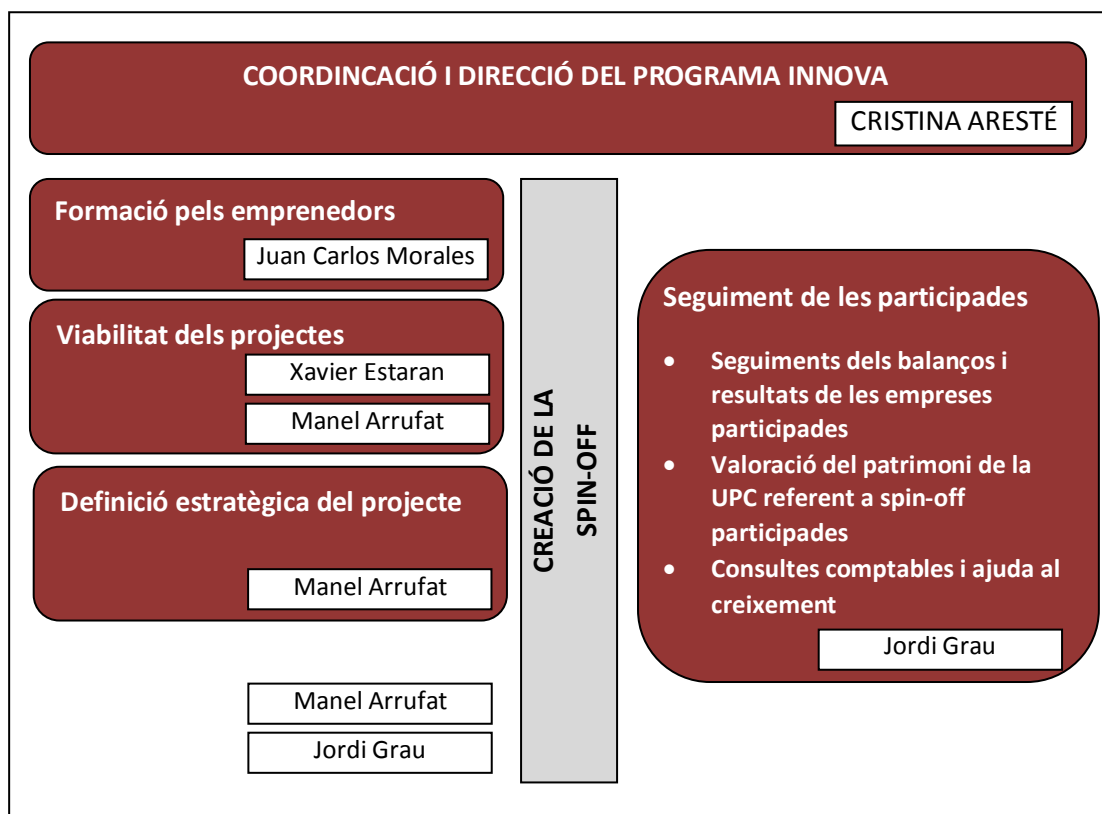 COORDINCACIÓ I DIRECCIÓ DEL PROGRAMA INNOVA
CRISTINA ARESTÉ
Formació pels emprenedors
Juan Carlos Morales
Viabilitat dels projectes
Xavier Estaran
Manel Arrufat
Definició estratègica del projecte
Manel Arrufat
Manel Arrufat
Jordi Grau
CREACIÓ DE LA
SPIN-OFF
Seguiment de les participades
• Seguiments dels balanços i
resultats de les empreses
participades
• Valoració del patrimoni de la
UPC referent a spin-off
participades
• Consultes comptables i ajuda al
creixement
Jordi Grau